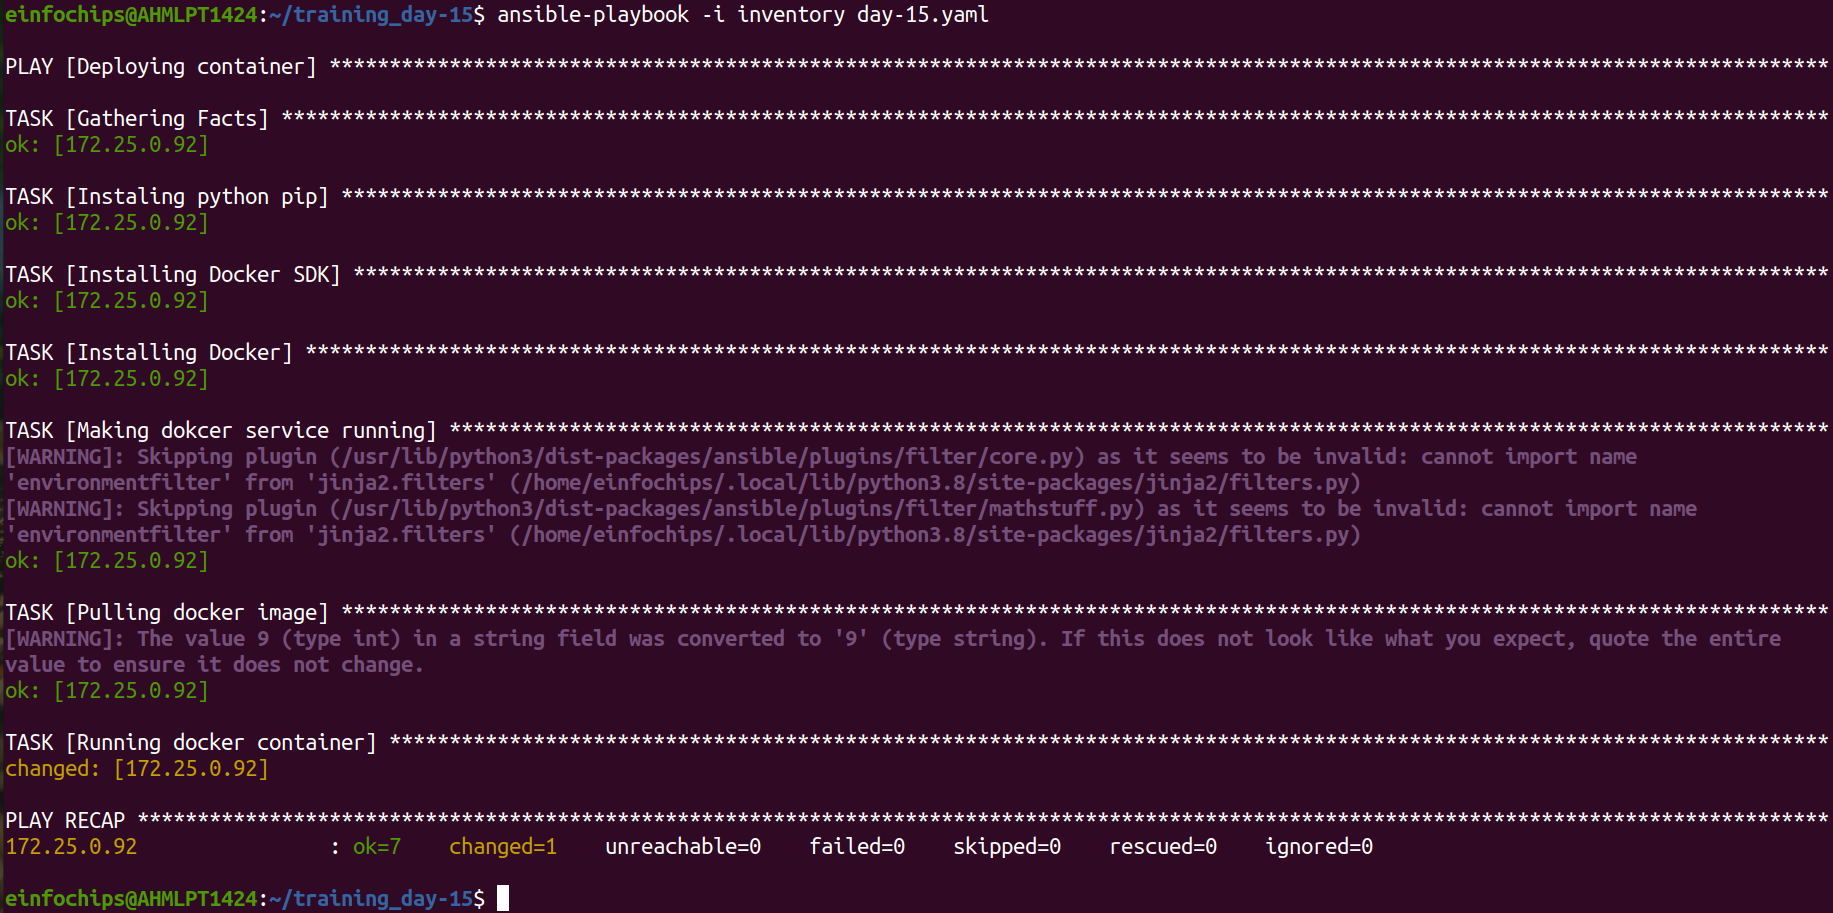 einfochips@AHMLPT1424:~/training_day-15$ ansible-playbook -i inventory day-15.yaml
PLAY [Deploying container] *****************************************************************************************************************************
TASK [Gathering Facts] *********************************************************************************************************************************
ok: [172.25.0.92]
TASK [Instaling python pip] ****************************************************************************************************************************
ok: [172.25.0.92]
TASK [Installing Docker SDK] ***************************************************************************************************************************
ok: [172.25.0.92]
TASK [Installing Docker] *******************************************************************************************************************************
ok: [172.25.0.92]
TASK [Making dokcer service running] *******************************************************************************************************************
[WARNING]: Skipping plugin (/usr/lib/python3/dist-packages/ansible/plugins/filter/core.py) as it seems to be invalid: cannot import name
'environmentfilter' from 'jinja2.filters' (/home/einfochips/.local/lib/python3.8/site-packages/jinja2/filters.py)
[WARNING]: Skipping plugin (/usr/lib/python3/dist-packages/ansible/plugins/filter/mathstuff.py) as it seems to be invalid: cannot import name
'environmentfilter' from 'jinja2.filters' (/home/einfochips/.local/lib/python3.8/site-packages/jinja2/filters.py)
ok: [172.25.0.92]
TASK [Pulling docker image] ****************************************************************************************************************************
[WARNING]: The value 9 (type int) in a string field was converted to '9' (type string). If this does not look like what you expect, quote the entire
value to ensure it does not change.
ok: [172.25.0.92]
TASK [Running docker container] ************************************************************************************************************************
changed: [172.25.0.92]
PLAY RECAP *********************************************************************************************************************************************
172.25.0.92                : ok=7    changed=1    unreachable=0    failed=0    skipped=0    rescued=0    ignored=0
einfochips@AHMLPT1424:~/training_day-15$